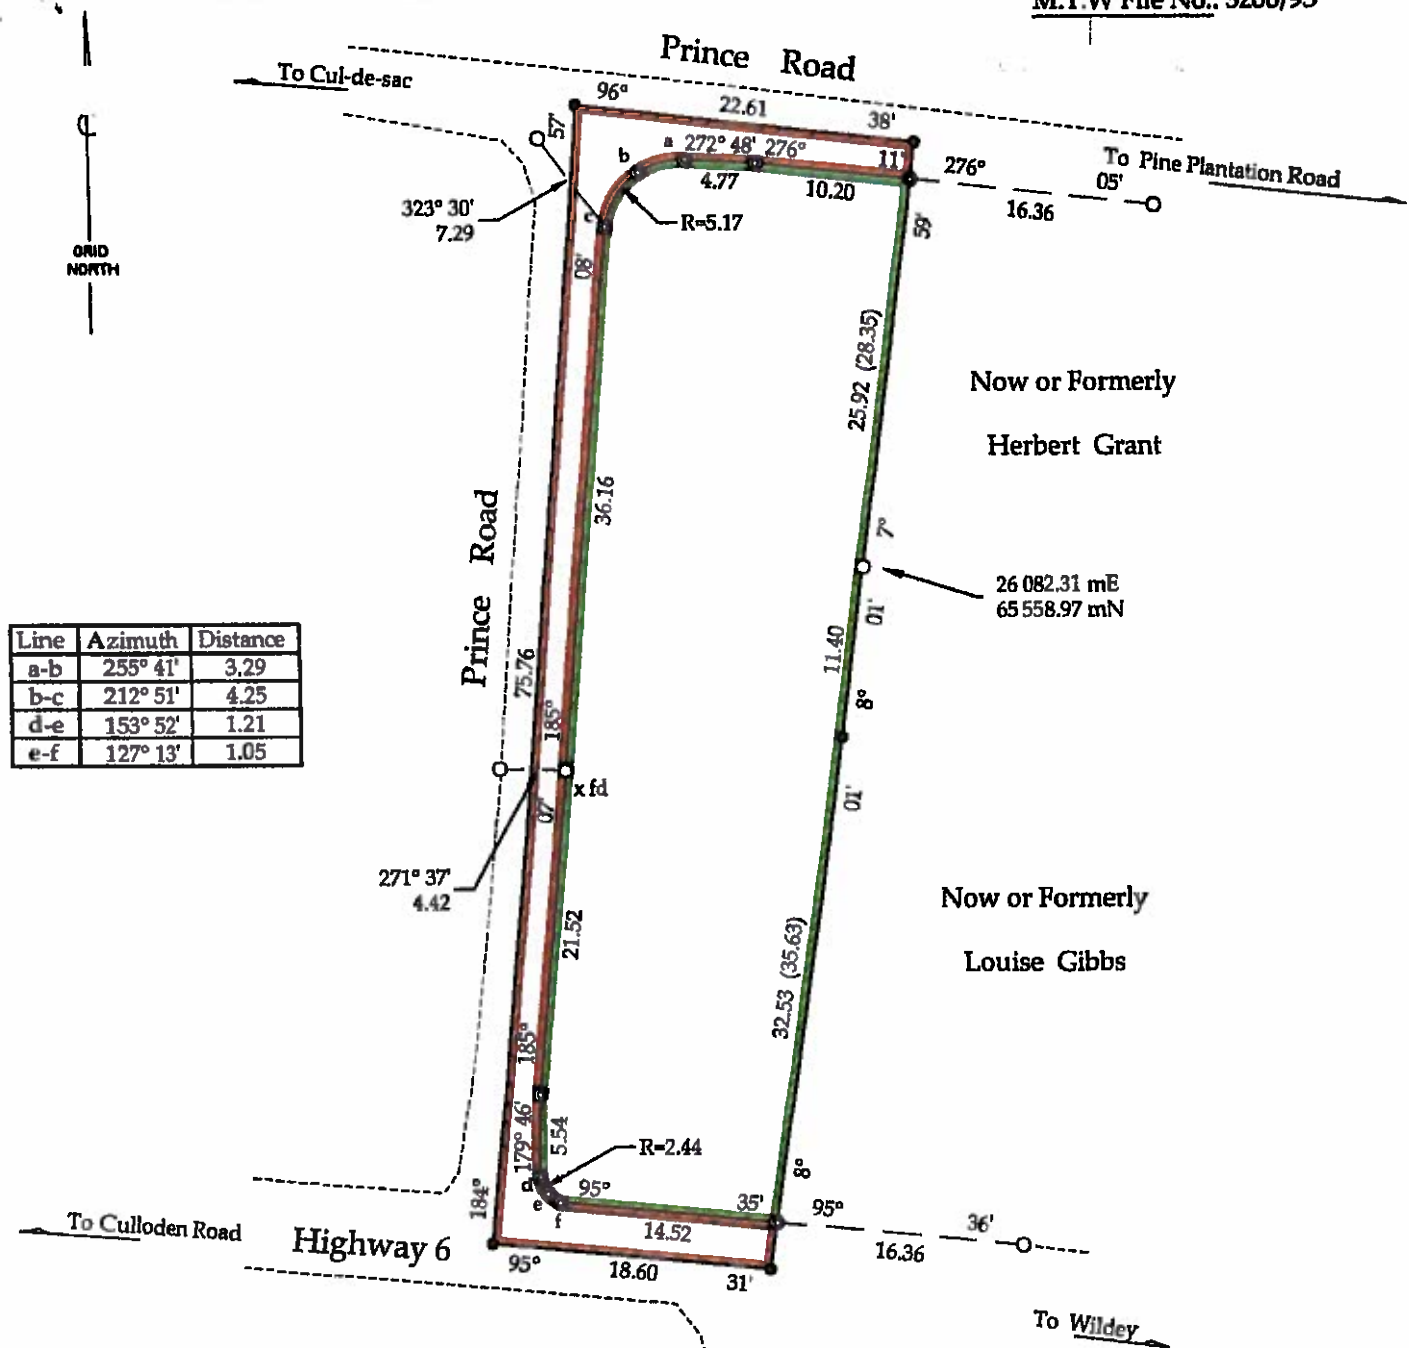 M.T.W File No.: 3200/95
Prince Road
To Cul-de-sac
96° 22.61 38'
57'
a 272° 48' 276° 11'
b
4.77 10.20
276° 05'
16.36
To Pine Plantation Road
323° 30'
7.29
R=5.17
c
59'
08'
GRID
NORTH
25.92 (28.35)
Now or Formerly
Herbert Grant
36.16
Prince Road
7°
26 082.31 mE
65 558.97 mN
01'
11.40
8°
Line Azimuth Distance
a-b 255° 41' 3.29
b-c 212° 51' 4.25
d-e 153° 52' 1.21
e-f 127° 13' 1.05
75.76
185°
x fd
07'
01'
271° 37'
4.42
21.52
Now or Formerly
Louise Gibbs
32.53 (35.63)
185°
179° 46'
5.54
R=2.44
8°
184°
d
e
f
95° 35'
14.52
95° 36'
16.36
To Culloden Road
Highway 6
95° 18.60 31'
To Wildey